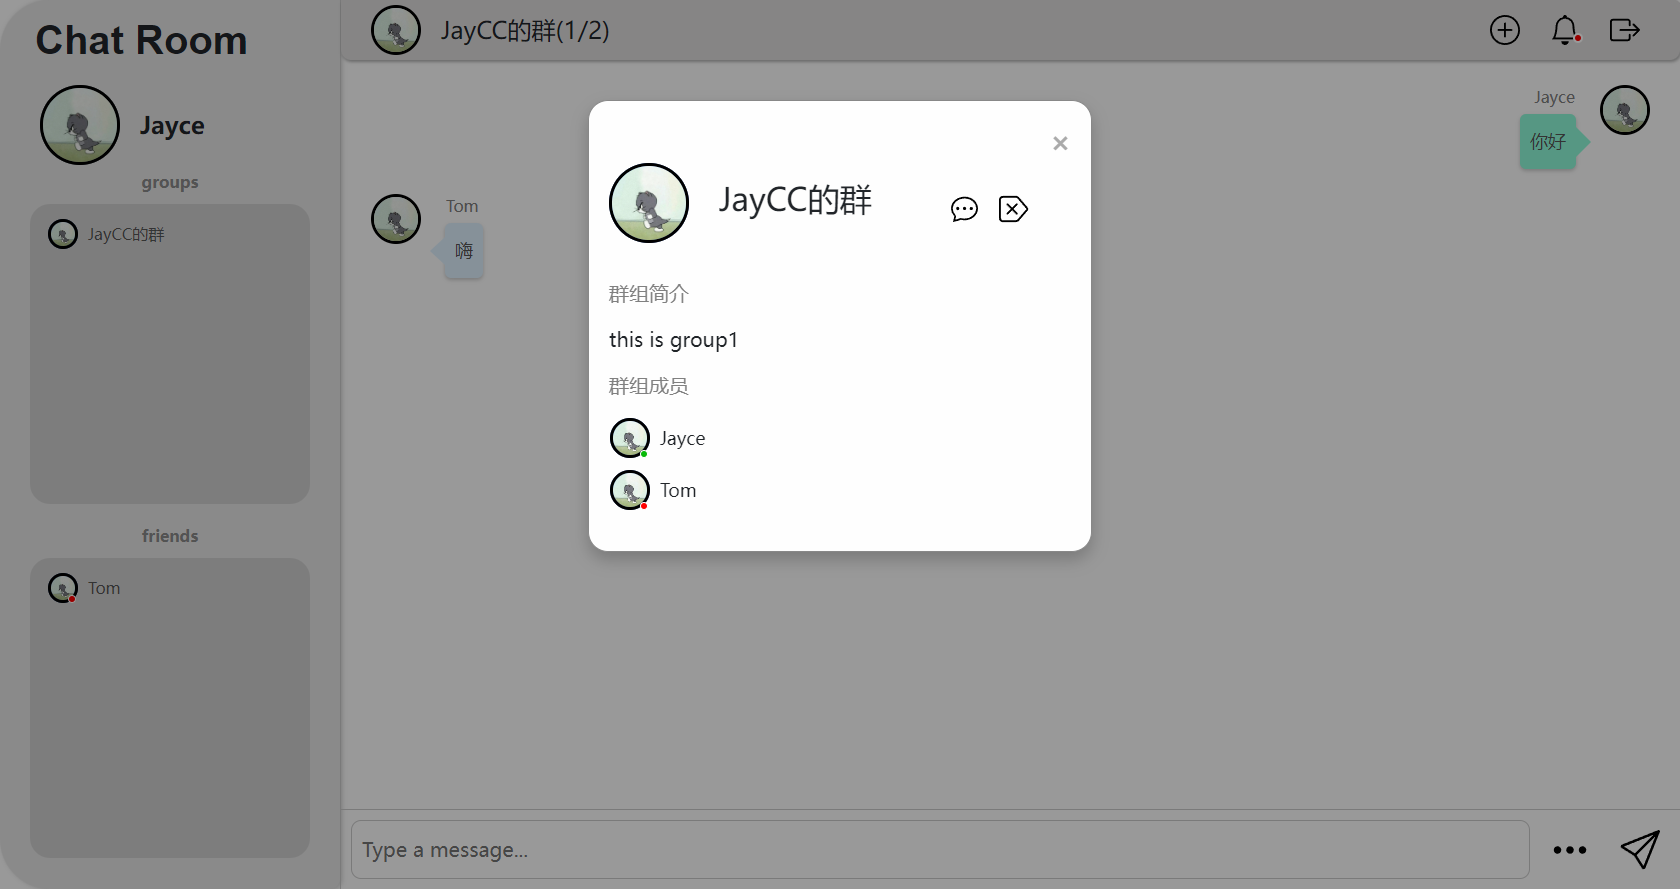 Chat Room
Jayce
groups
JayCC的群
friends
Tom
JayCC的群(1/2)
Jayce
你好
Tom
嗨
×
JayCC的群
群组简介
this is group1
群组成员
Jayce
Tom
Type a message...